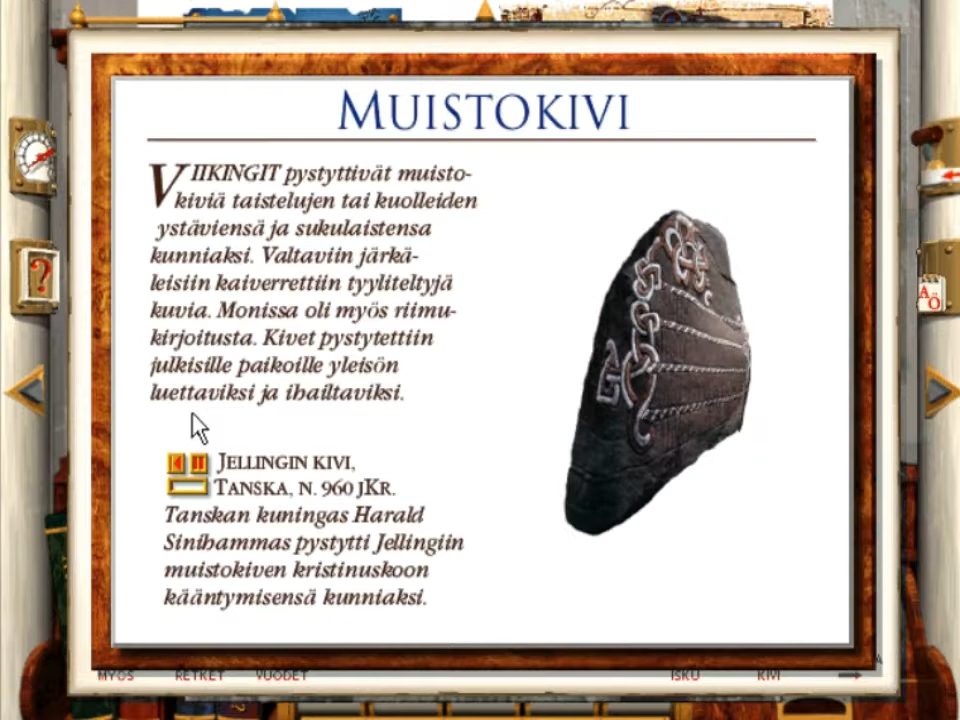 MUISTOKIVI
VIIKINGIT pystyttivät muisto-
kiviä taistelujen tai kuolleiden
ystäviensä ja sukulaistensa
kunniaksi. Valtaviin järkä-
leisiin kaiverrettiin tyyliteltyjä
kuvia. Monissa oli myös riimu-
kirjoitusta. Kivet pystytettiin
julkisille paikoille yleisön
luettaviksi ja ihailtaviksi.
JELLINGIN KIVI,
TANSKA, N. 960 JKR.
Tanskan kuningas Harald
Sinihammas pystytti Jellingiin
muistokiven kristinuskoon
kääntymisensä kunniaksi.
?
AÖ
MYÖS RETKET VUODET ISKU KIVI